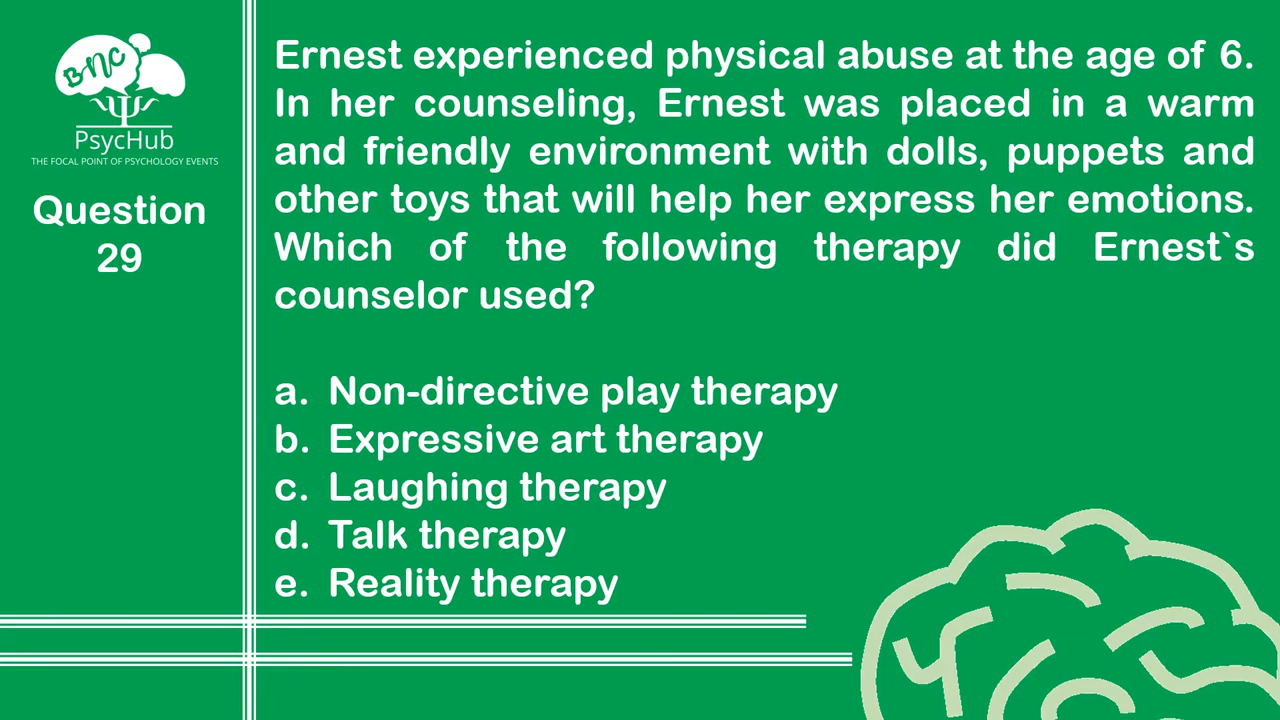 BNC
PsycHub
THE FOCAL POINT OF PSYCHOLOGY EVENTS
Question
29
Ernest experienced physical abuse at the age of 6.
In her counseling, Ernest was placed in a warm
and friendly environment with dolls, puppets and
other toys that will help her express her emotions.
Which of the following therapy did Ernest`s
counselor used?
a. Non-directive play therapy
b. Expressive art therapy
c. Laughing therapy
d. Talk therapy
e. Reality therapy